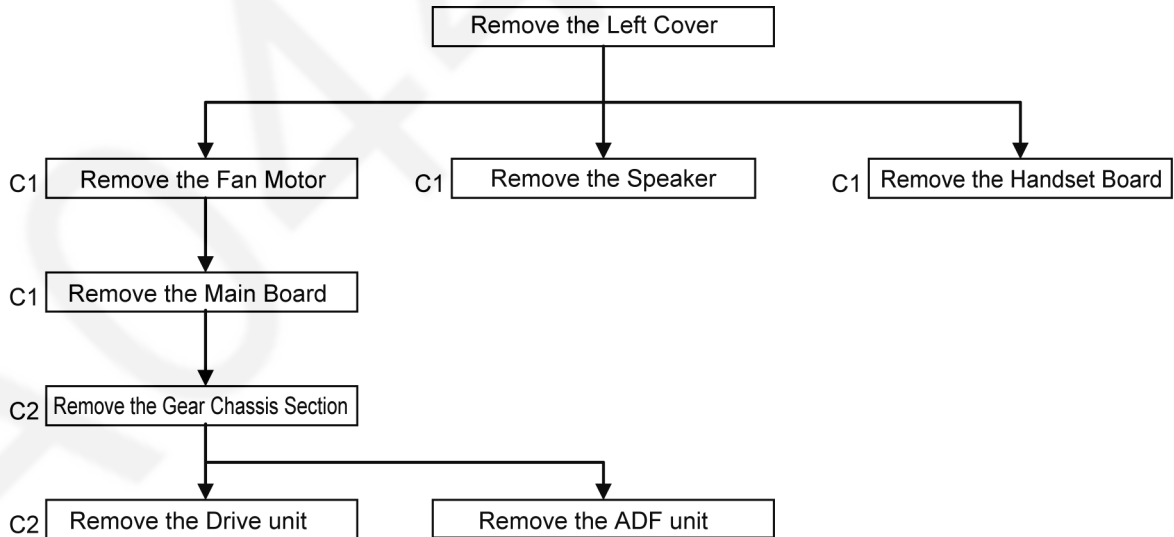 Remove the Left Cover
C1 Remove the Fan Motor
C1 Remove the Speaker
C1 Remove the Handset Board
C1 Remove the Main Board
C2 Remove the Gear Chassis Section
C2 Remove the Drive unit
Remove the ADF unit